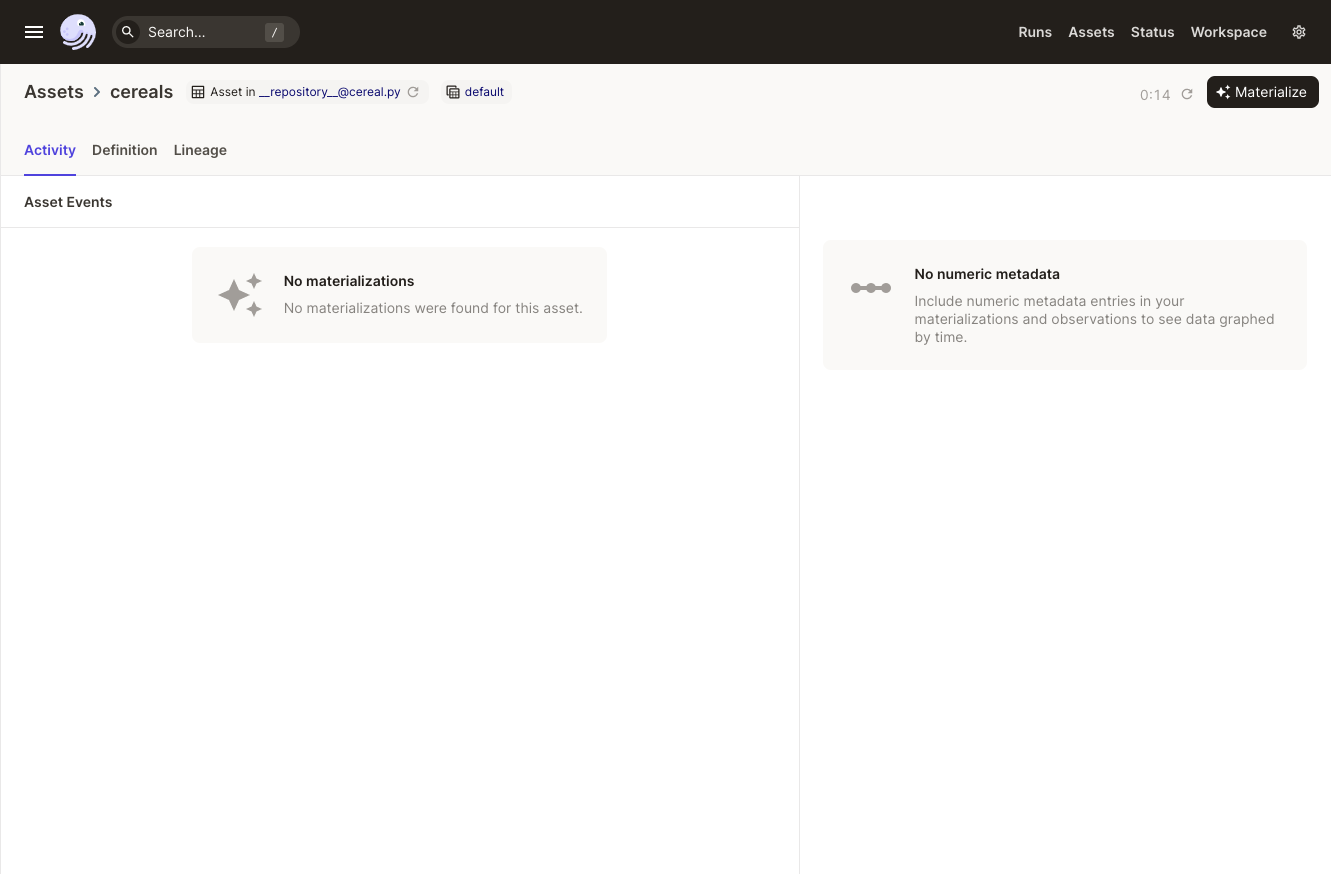 Search... /
Runs Assets Status Workspace
Assets > cereals Asset in __repository__@cereal.py default
0:14 Materialize
Activity Definition Lineage
Asset Events
No materializations
No materializations were found for this asset.
No numeric metadata
Include numeric metadata entries in your
materializations and observations to see data graphed
by time.